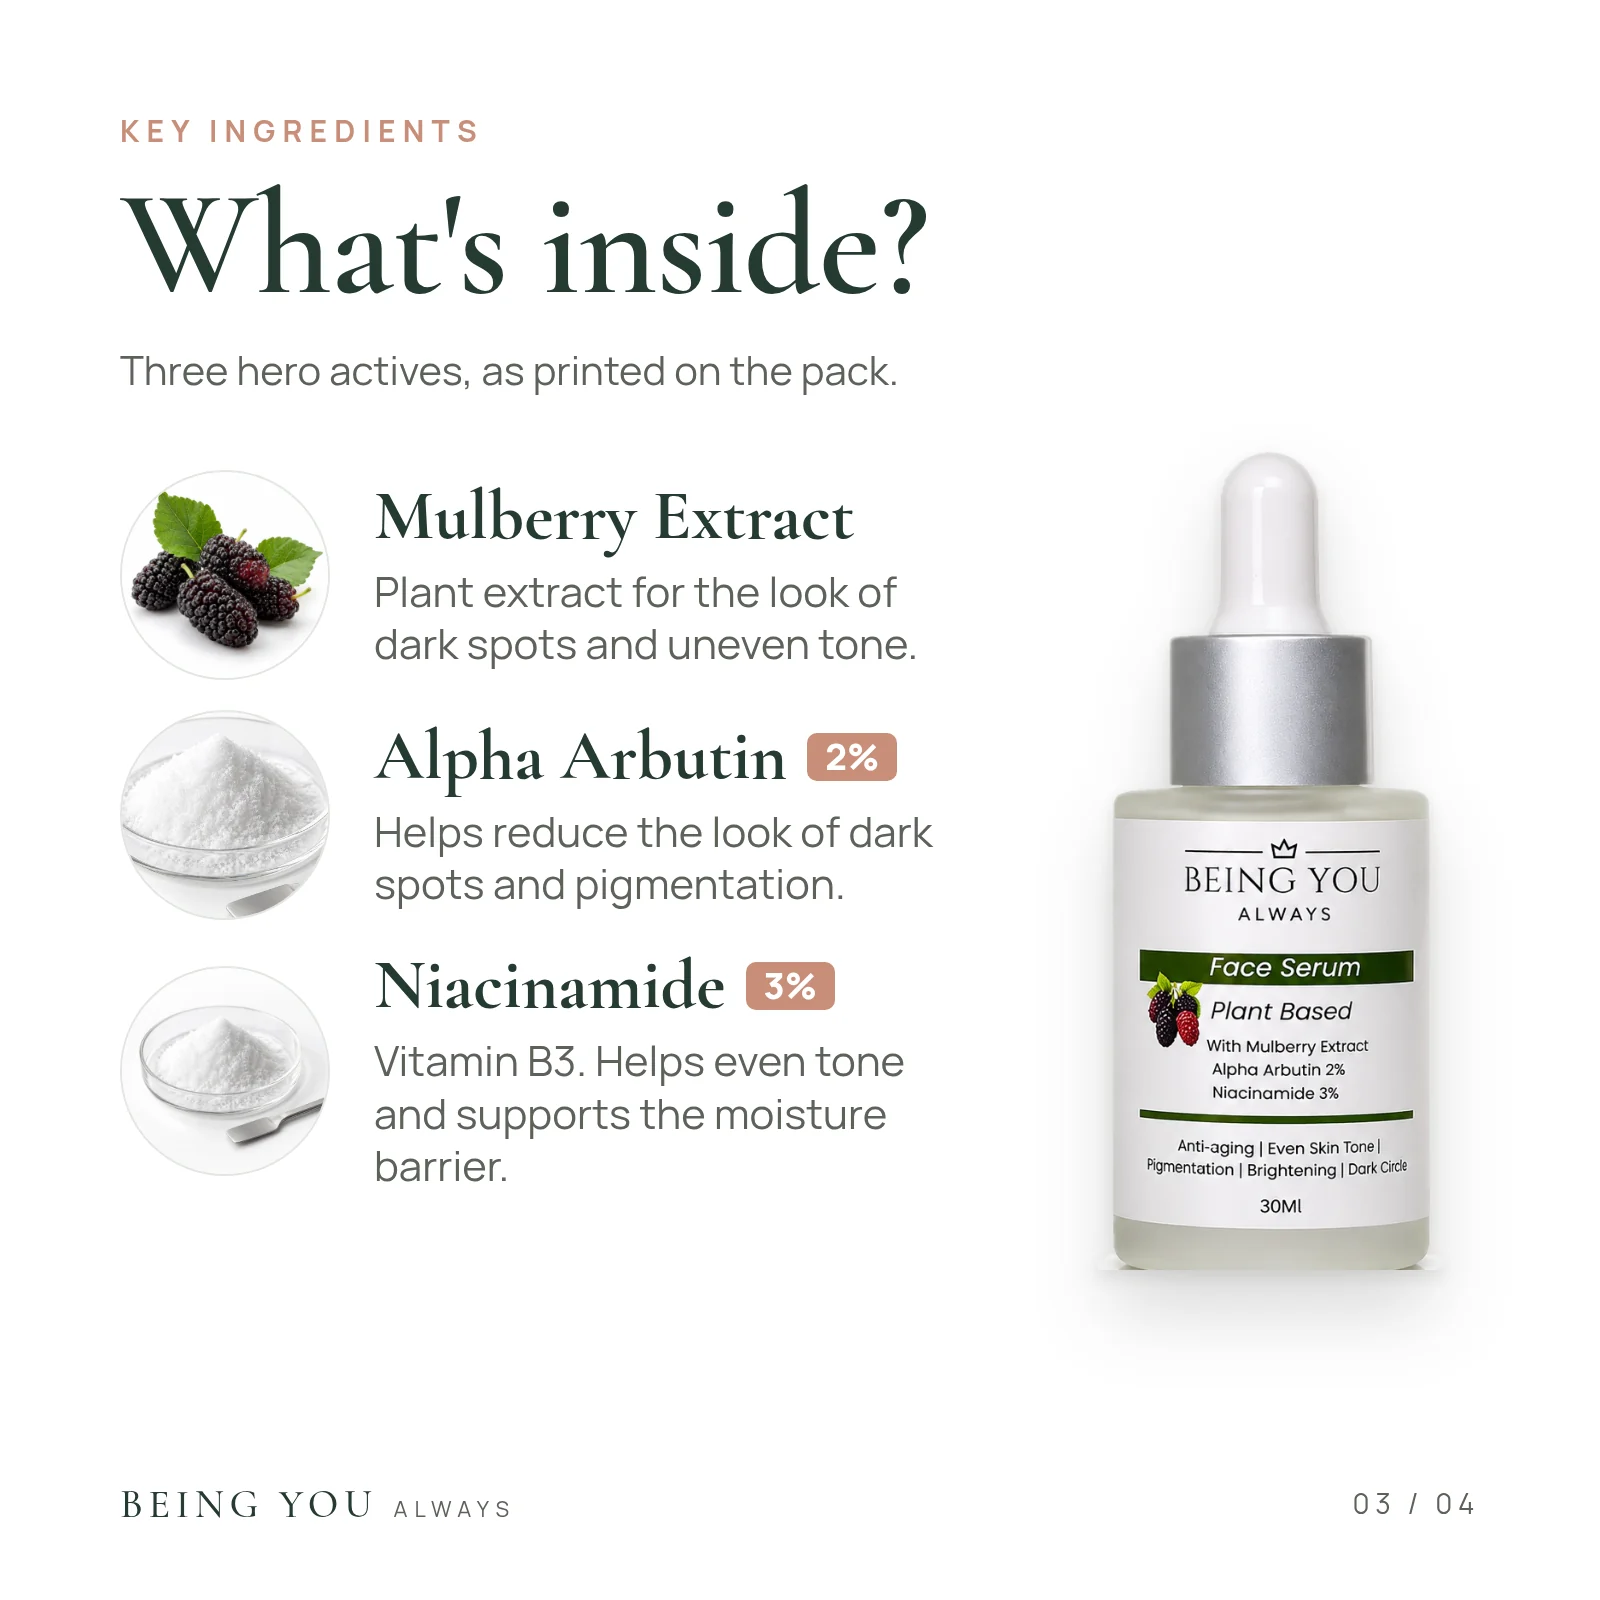 KEY INGREDIENTS
What's inside?
Three hero actives, as printed on the pack.
Mulberry Extract
Plant extract for the look of
dark spots and uneven tone.
Alpha Arbutin 2%
Helps reduce the look of dark
spots and pigmentation.
Niacinamide 3%
Vitamin B3. Helps even tone
and supports the moisture
barrier.
BEING YOU
ALWAYS
Face Serum
Plant Based
With Mulberry Extract
Alpha Arbutin 2%
Niacinamide 3%
Anti-aging | Even Skin Tone |
Pigmentation | Brightening | Dark Circle
30Ml
BEING YOU ALWAYS
03 / 04